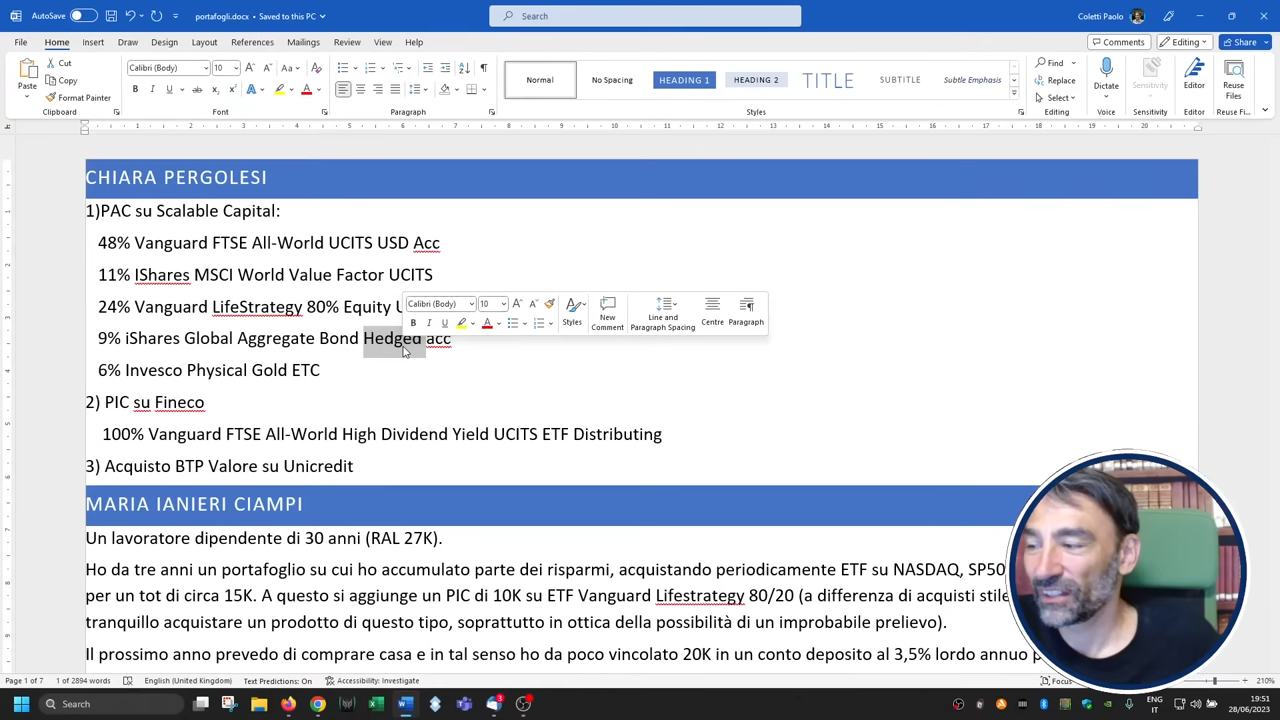 AutoSave Off portafogli.docx • Saved to this PC Search Coletti Paolo
File Home Insert Draw Design Layout References Mailings Review View Help Comments Editing Share
Paste Cut Copy Format Painter Clipboard
Calibri (Body) 10 Font
Paragraph
Normal No Spacing HEADING 1 HEADING 2 TITLE SUBTITLE Subtle Emphasis Styles
Find Replace Select Editing
Dictate Voice
Sensitivity Sensitivity
Editor Editor
Reuse Files Reuse Fi...
CHIARA PERGOLESI
1)PAC su Scalable Capital:
48% Vanguard FTSE All-World UCITS USD Acc
11% IShares MSCI World Value Factor UCITS
24% Vanguard LifeStrategy 80% Equity U
Calibri (Body) 10 Styles New Comment Line and Paragraph Spacing Centre Paragraph
9% iShares Global Aggregate Bond Hedged acc
6% Invesco Physical Gold ETC
2) PIC su Fineco
100% Vanguard FTSE All-World High Dividend Yield UCITS ETF Distributing
3) Acquisto BTP Valore su Unicredit
MARIA IANIERI CIAMPI
Un lavoratore dipendente di 30 anni (RAL 27K).
Ho da tre anni un portafoglio su cui ho accumulato parte dei risparmi, acquistando periodicamente ETF su NASDAQ, SP50
per un tot di circa 15K. A questo si aggiunge un PIC di 10K su ETF Vanguard Lifestrategy 80/20 (a differenza di acquisti stile
tranquillo acquistare un prodotto di questo tipo, soprattutto in ottica della possibilità di un improbabile prelievo).
Il prossimo anno prevedo di comprare casa e in tal senso ho da poco vincolato 20K in un conto deposito al 3,5% lordo annuo p
Page 1 of 7 1 of 2894 words English (United Kingdom) Text Predictions: On Accessibility: Investigate Focus 210%
Search ENG IT 19:51 28/06/2023